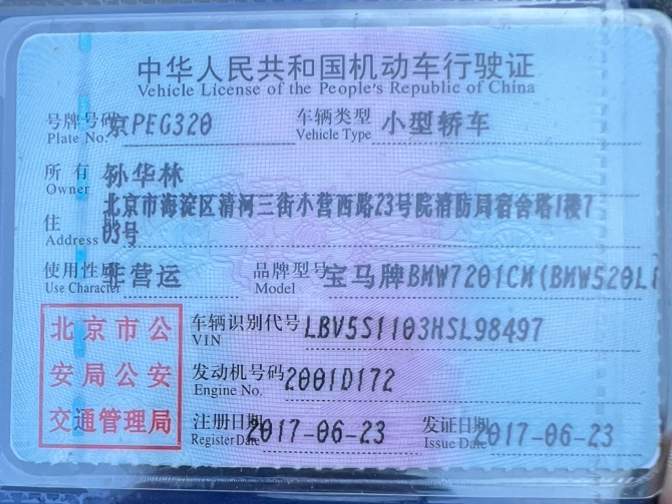 中华人民共和国机动车行驶证
Vehicle License of the People's Republic of China
号牌号码 京PEG320 车辆类型 小型轿车
Plate No. Vehicle Type
所有 孙华林
Owner
北京市海淀区清河三街小营西路23号院消防局宿舍塔1楼7
住
Address 03号
使用性质 非营运 品牌型号 宝马牌BMW7201CM(BMW520Li
Use Character Model
北京市公 车辆识别代号 LBV5S1103HSL98497
VIN
安局公安 发动机号码 2001D172
Engine No.
交通管理局 注册日期 2017-06-23 发证日期 2017-06-23
Register Date Issue Date